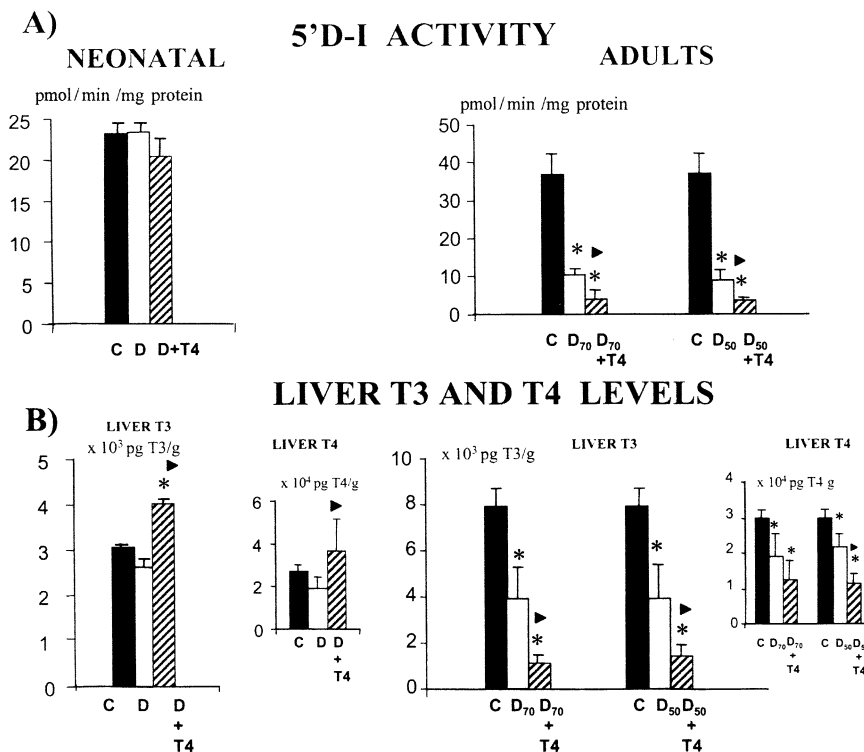 A)
5'D-I ACTIVITY
NEONATAL
ADULTS
pmol / min /mg protein
25
20
15
10
5
0
C D D+T4
pmol / min /mg protein
50
40
30
20
10
0
* ► *
* ► *
C D70 D70
+T4
C D50 D50
+T4
LIVER T3 AND T4 LEVELS
B)
LIVER T3
x 10³ pg T3/g
5
4
3
2
1
0
►
*
C D D
+
T4
LIVER T4
x 10⁴ pg T4/g
6
4
2
0
►
C D D
+
T4
LIVER T3
x 10³ pg T3/g
8
6
4
2
0
*
►
*
*
►
*
C D70 D70
+
T4
C D50 D50
+
T4
LIVER T4
x 10⁴ pg T4 g
4
3
2
1
0
*
*
*
►
*
C D70 D70
+
T4
C D50 D5
+
T4